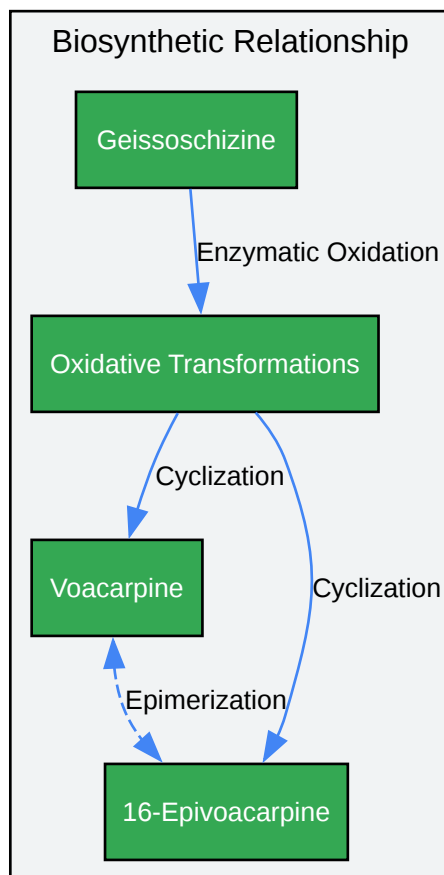 Biosynthetic Relationship
Geissoschizine
Enzymatic Oxidation
Oxidative Transformations
Cyclization
Cyclization
Voacarpine
Epimerization
16-Epivoacarpine